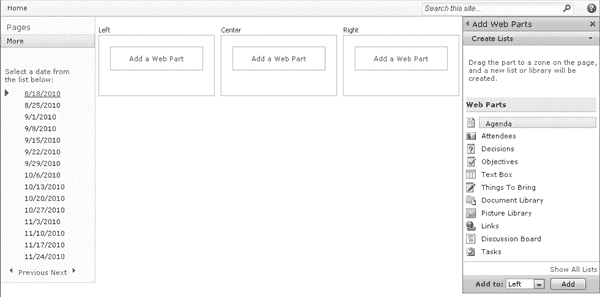 Home
Search this site...
Pages
More
Select a date from
the list below:
8/18/2010
8/25/2010
9/1/2010
9/8/2010
9/15/2010
9/22/2010
9/29/2010
10/6/2010
10/13/2010
10/20/2010
10/27/2010
11/3/2010
11/10/2010
11/17/2010
11/24/2010
Previous Next
Left
Add a Web Part
Center
Add a Web Part
Right
Add a Web Part
Add Web Parts
Create Lists
Drag the part to a zone on the page,
and a new list or library will be
created.
Web Parts
Agenda
Attendees
Decisions
Objectives
Text Box
Things To Bring
Document Library
Picture Library
Links
Discussion Board
Tasks
Show All Lists
Add to: Left Add